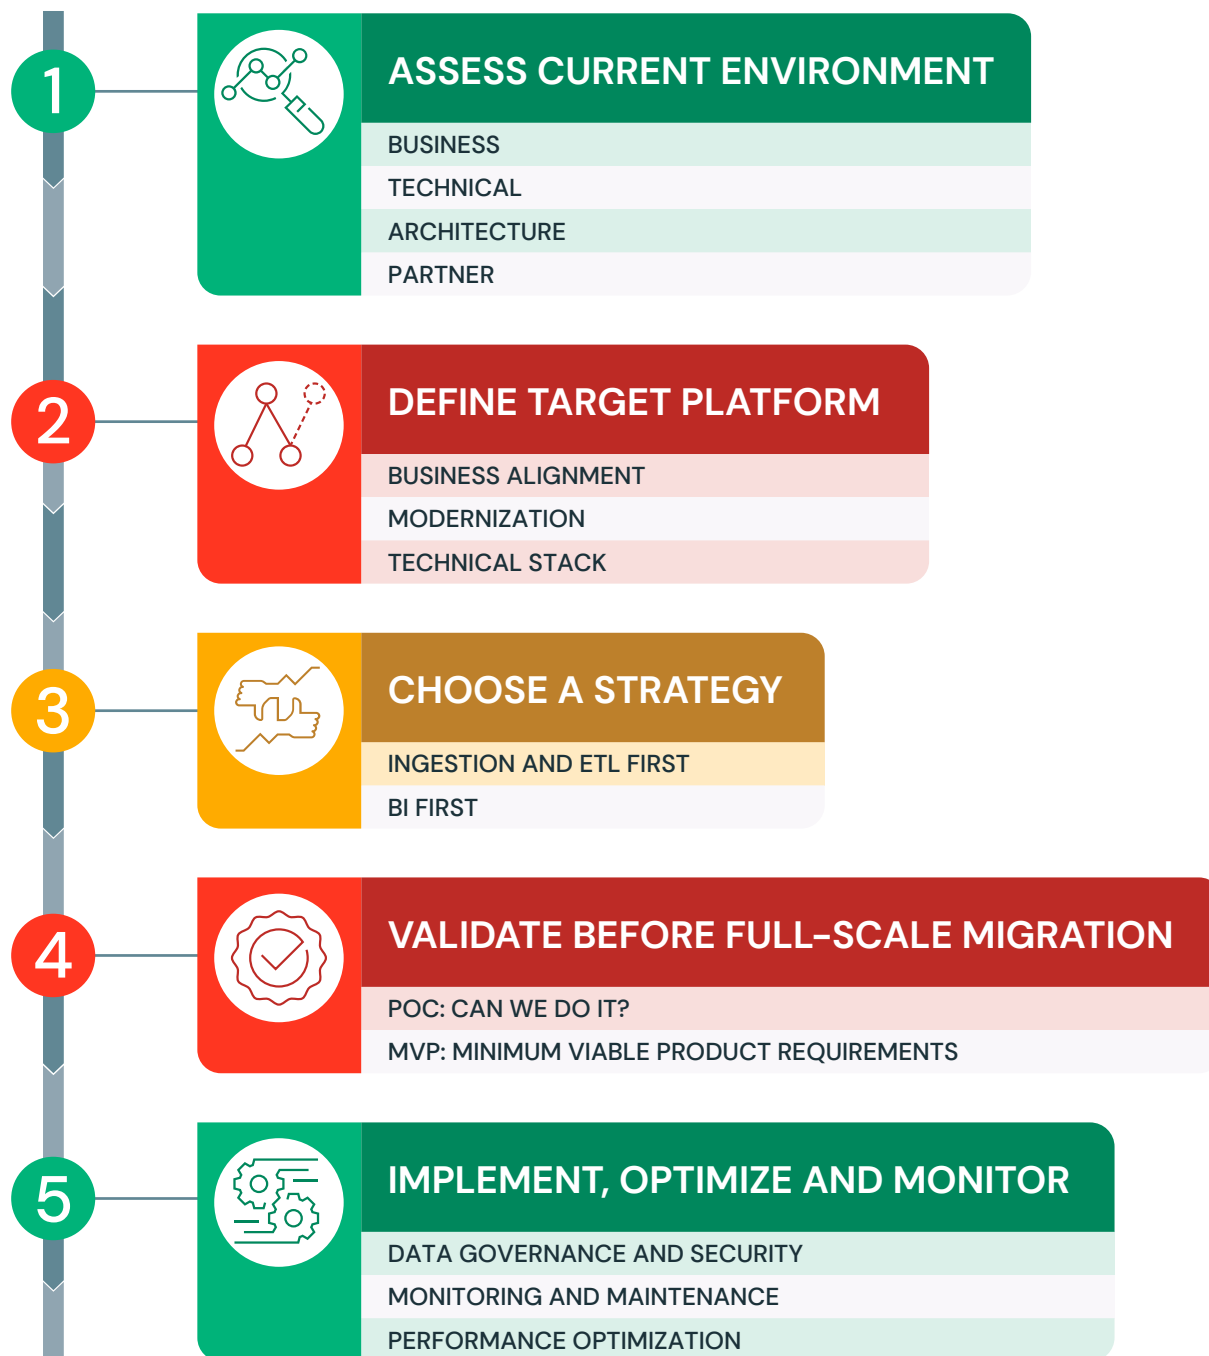 1
ASSESS CURRENT ENVIRONMENT
BUSINESS
TECHNICAL
ARCHITECTURE
PARTNER
2
DEFINE TARGET PLATFORM
BUSINESS ALIGNMENT
MODERNIZATION
TECHNICAL STACK
3
CHOOSE A STRATEGY
INGESTION AND ETL FIRST
BI FIRST
4
VALIDATE BEFORE FULL-SCALE MIGRATION
POC: CAN WE DO IT?
MVP: MINIMUM VIABLE PRODUCT REQUIREMENTS
5
IMPLEMENT, OPTIMIZE AND MONITOR
DATA GOVERNANCE AND SECURITY
MONITORING AND MAINTENANCE
PERFORMANCE OPTIMIZATION